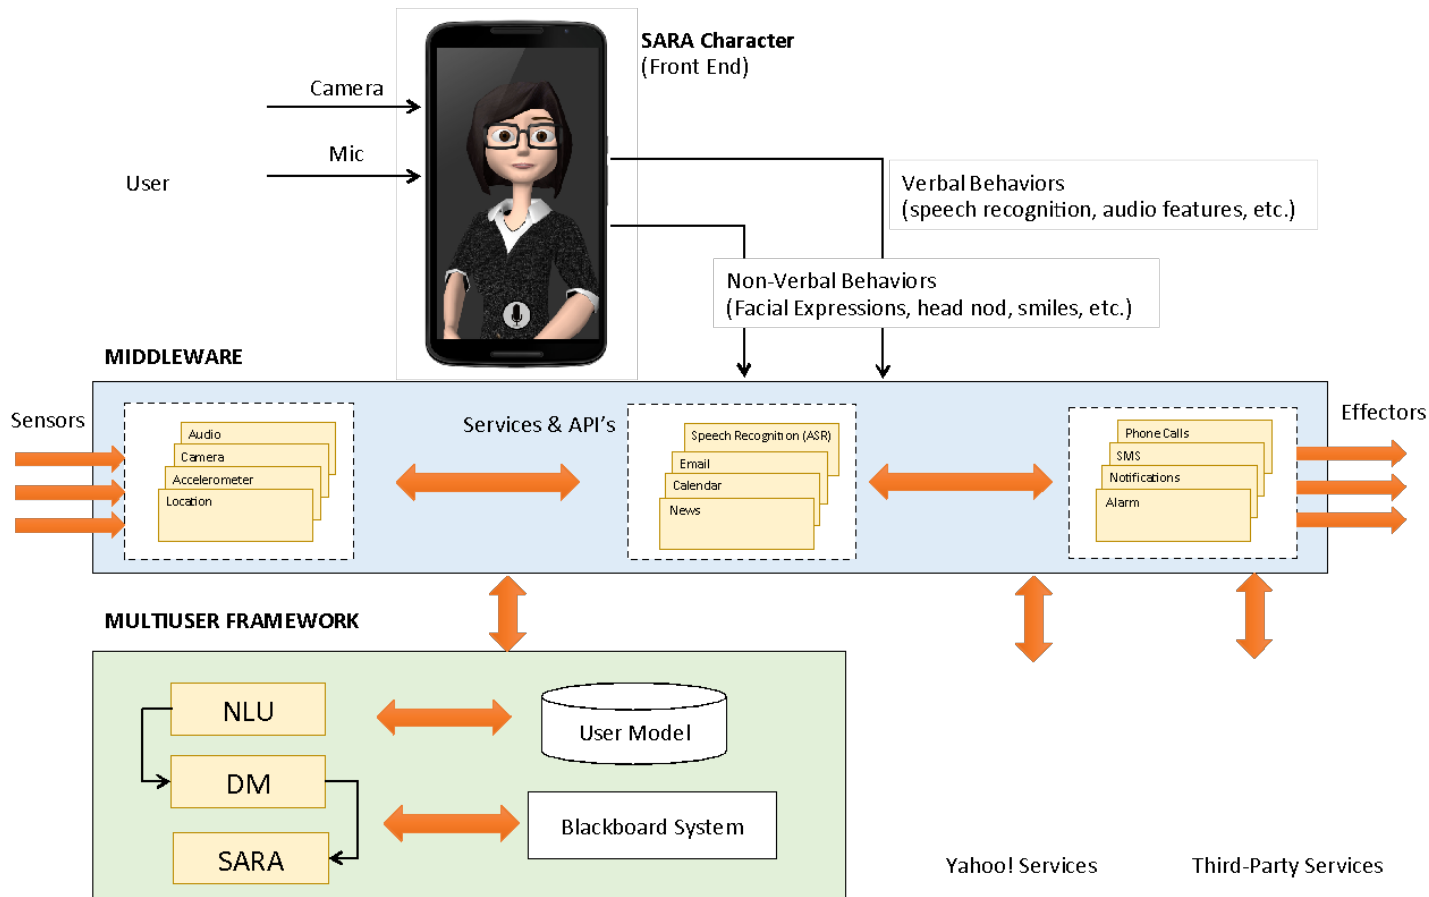 SARA Character
(Front End)
Camera
Mic
User
Verbal Behaviors
(speech recognition, audio features, etc.)
Non-Verbal Behaviors
(Facial Expressions, head nod, smiles, etc.)
MIDDLEWARE
Sensors
Audio
Camera
Accelerometer
Location
Services & API's
Speech Recognition (ASR)
Email
Calendar
News
Phone Calls
SMS
Notifications
Alarm
Effectors
MULTIUSER FRAMEWORK
NLU
DM
SARA
User Model
Blackboard System
Yahoo! Services
Third-Party Services